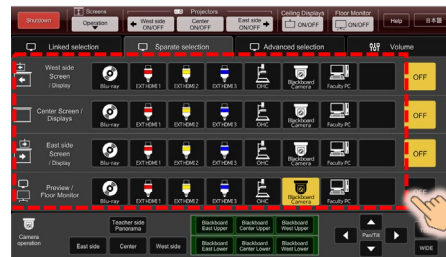 Shutdown
Screens
Operation
Projectors
West side ON/OFF
Center ON/OFF
East side ON/OFF
Ceiling Displays
ON/OFF
Floor Monitor
ON/OFF
Help
日本語
Linked selection
Sparate selection
Advanced selection
Volume
West side
Screen
/ Display
Blu-ray
EXT HDMI 1
EXT HDMI 2
EXT HDMI 3
OHC
Blackboard
Camera
Faculty PC
OFF
Center Screen /
Displays
Blu-ray
EXT HDMI 1
EXT HDMI 2
EXT HDMI 3
OHC
Blackboard
Camera
Faculty PC
OFF
East side
Screen
/ Display
Blu-ray
EXT HDMI 1
EXT HDMI 2
EXT HDMI 3
OHC
Blackboard
Camera
Faculty PC
OFF
Preview /
Floor Monitor
Blu-ray
EXT HDMI 1
EXT HDMI 2
EXT HDMI 3
OHC
Blackboard
Camera
Faculty PC
OFF
Camera
operation
Teacher side
Panorama
East side
Center
West side
Blackboard
East Upper
Blackboard
Center Upper
Blackboard
West Upper
Blackboard
East Lower
Blackboard
Center Lower
Blackboard
West Lower
Pan/Tilt
WIDE